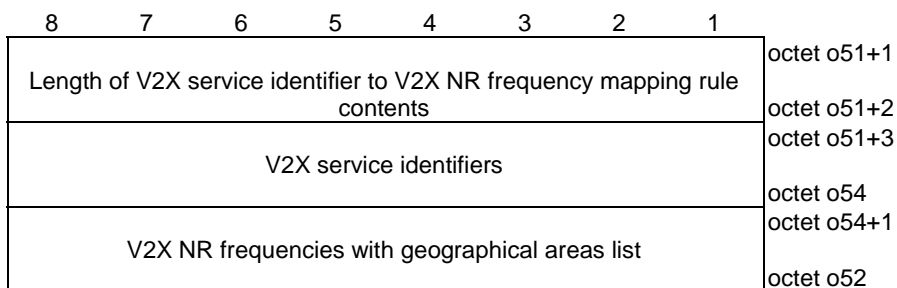 8 7 6 5 4 3 2 1
octet o51+1
Length of V2X service identifier to V2X NR frequency mapping rule
contents
octet o51+2
octet o51+3
V2X service identifiers
octet o54
octet o54+1
V2X NR frequencies with geographical areas list
octet o52